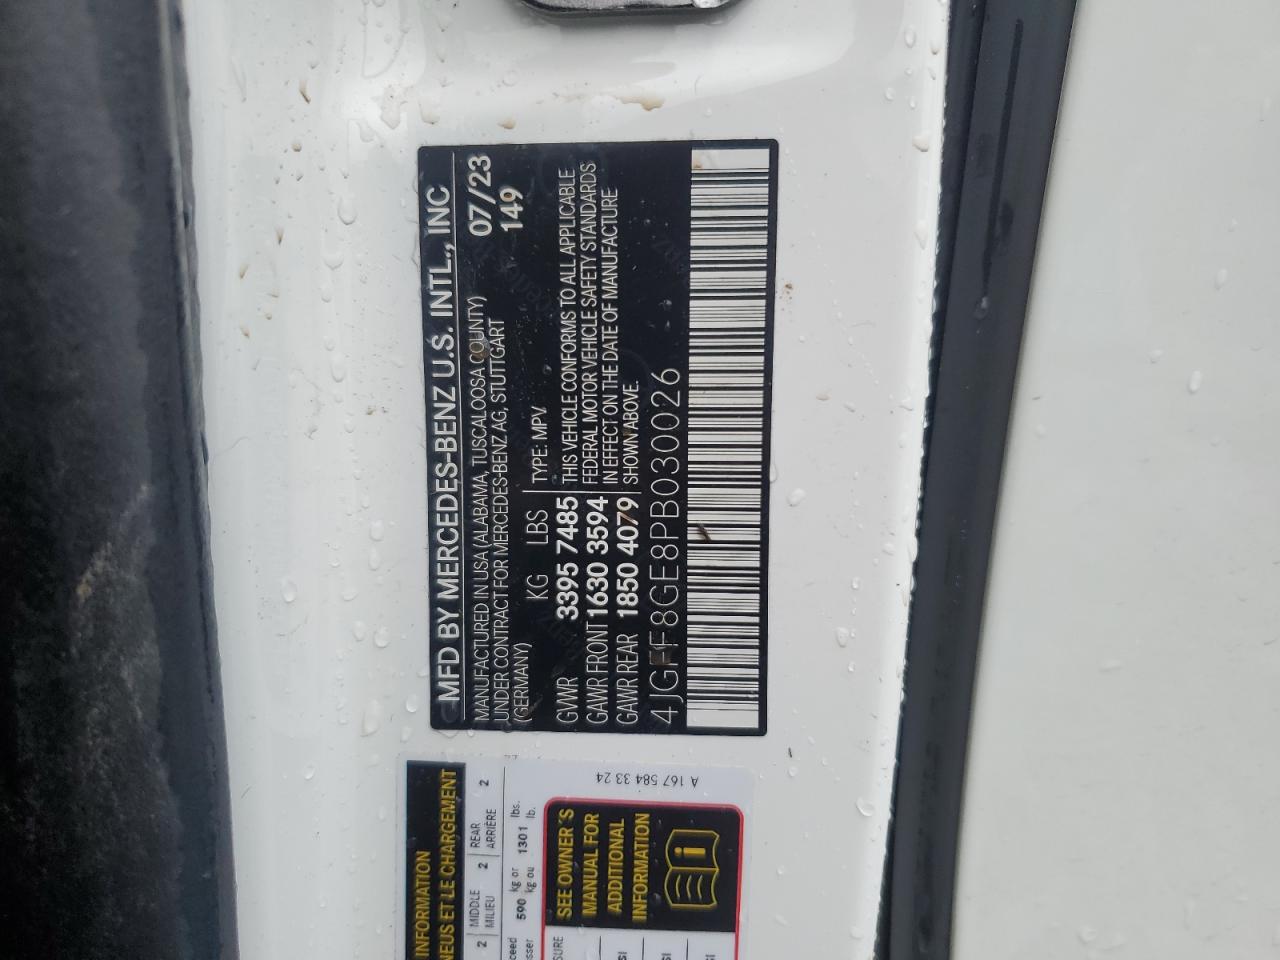 MFD BY MERCEDES-BENZ U.S. INTL., INC
MANUFACTURED IN USA (ALABAMA, TUSCALOOSA COUNTY) 07/23
UNDER CONTRACT FOR MERCEDES-BENZ AG, STUTTGART 149
(GERMANY)
KG LBS TYPE: MPV
GVWR 3395 7485 THIS VEHICLE CONFORMS TO ALL APPLICABLE
FEDERAL MOTOR VEHICLE SAFETY STANDARDS
GAWR FRONT 1630 3594 IN EFFECT ON THE DATE OF MANUFACTURE
GAWR REAR 1850 4079 SHOWN ABOVE.
4JGFF8GE8PB030026
INFORMATION
NEUS ET LE CHARGEMENT
2 MIDDLE 2 REAR 2
MILIEU ARRIÈRE
590 kg or 1301 lbs.
kg ou lb.
SEE OWNER'S
MANUAL FOR
ADDITIONAL
INFORMATION
A 167 584 33 24